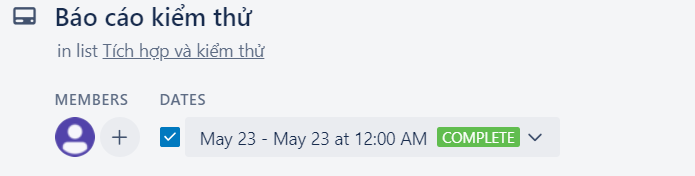 Báo cáo kiểm thử
in list Tích hợp và kiểm thử
MEMBERS DATES
May 23 - May 23 at 12:00 AM COMPLETE